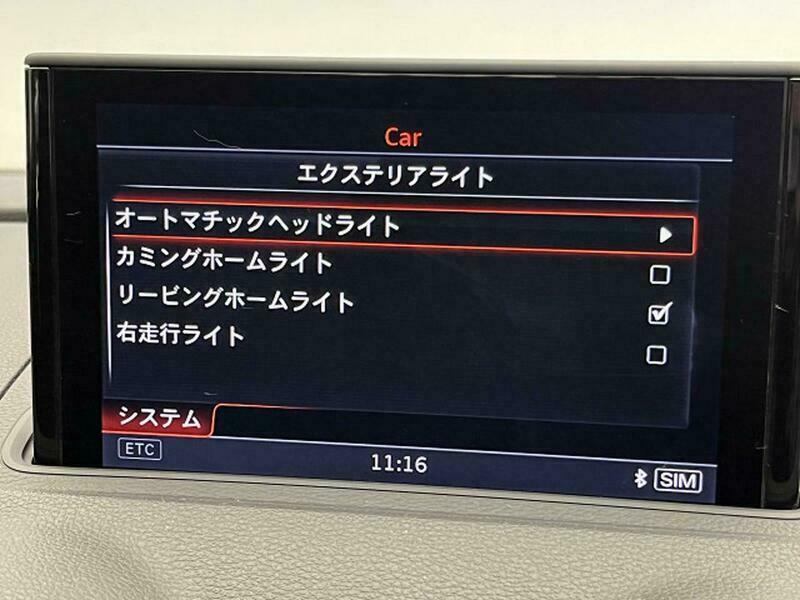 Car
エクステリアライト
オートマチックヘッドライト
カミングホームライト
リービングホームライト
右走行ライト
システム
ETC
11:16
SIM